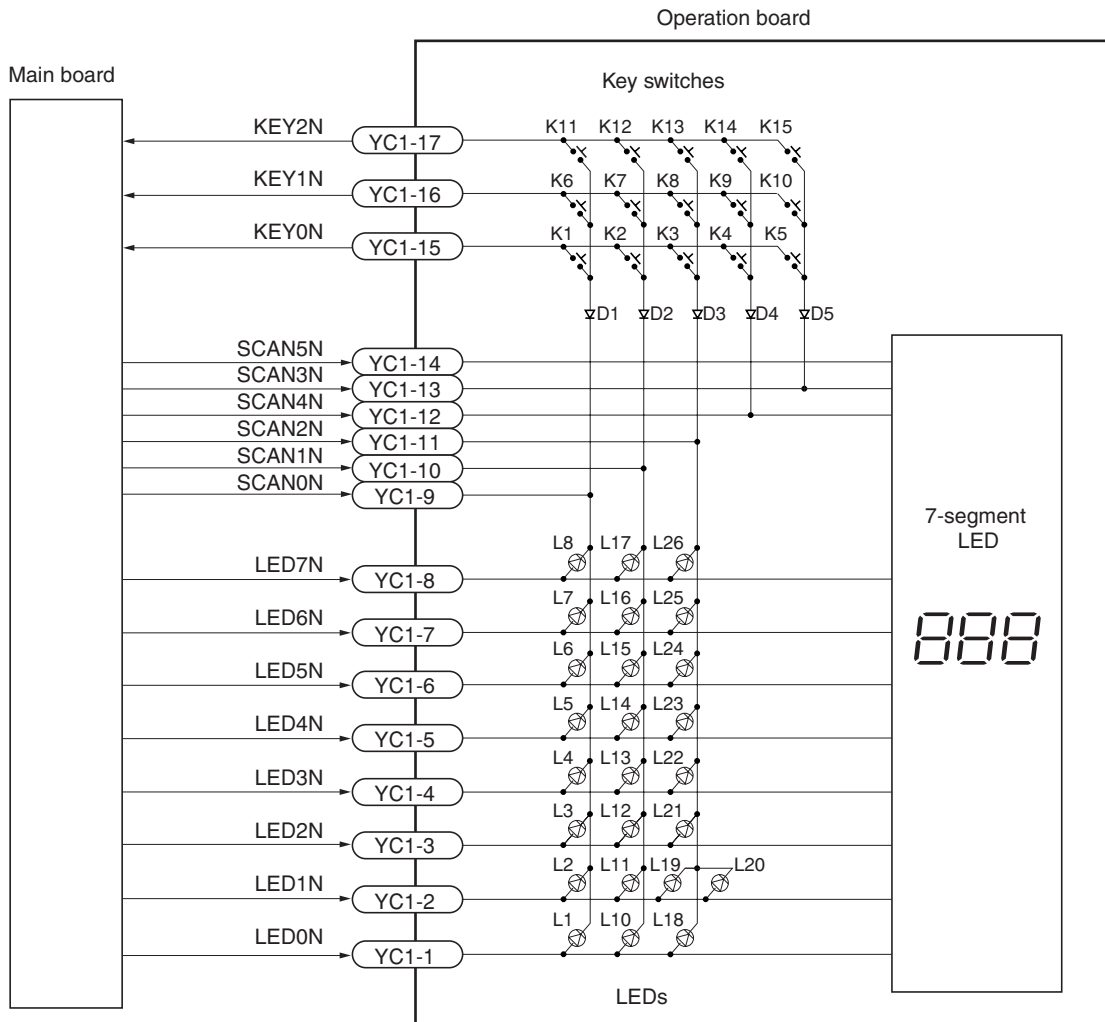 Operation board
Main board
Key switches
KEY2N YC1-17 K11 K12 K13 K14 K15
KEY1N YC1-16 K6 K7 K8 K9 K10
KEY0N YC1-15 K1 K2 K3 K4 K5
D1 D2 D3 D4 D5
SCAN5N YC1-14
SCAN3N YC1-13
SCAN4N YC1-12
SCAN2N YC1-11
SCAN1N YC1-10
SCAN0N YC1-9
7-segment
LED
888
LED7N YC1-8 L8 L17 L26
LED6N YC1-7 L7 L16 L25
LED5N YC1-6 L6 L15 L24
LED4N YC1-5 L5 L14 L23
LED3N YC1-4 L4 L13 L22
LED2N YC1-3 L3 L12 L21
LED1N YC1-2 L2 L11 L19 L20
LED0N YC1-1 L1 L10 L18
LEDs